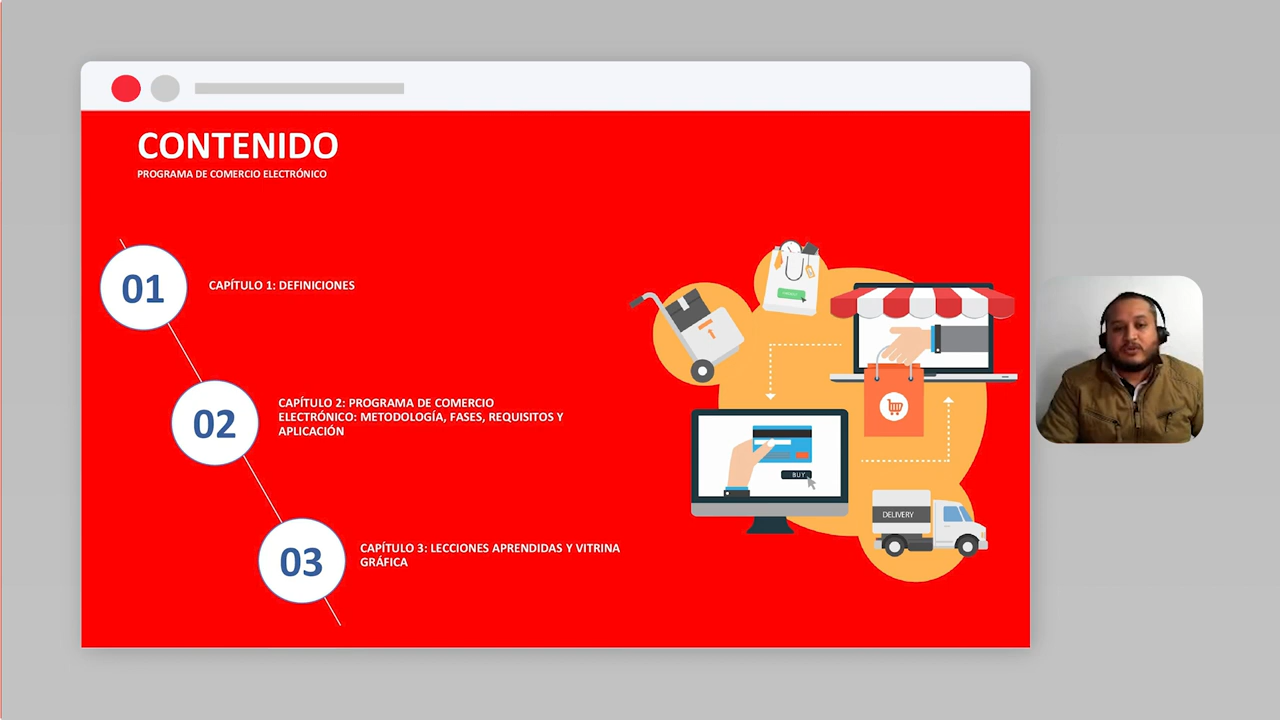 CONTENIDO
PROGRAMA DE COMERCIO ELECTRÓNICO
01
CAPÍTULO 1: DEFINICIONES
02
CAPÍTULO 2: PROGRAMA DE COMERCIO
ELECTRÓNICO: METODOLOGÍA, FASES, REQUISITOS Y
APLICACIÓN
03
CAPÍTULO 3: LECCIONES APRENDIDAS Y VITRINA
GRÁFICA
BUY
DELIVERY